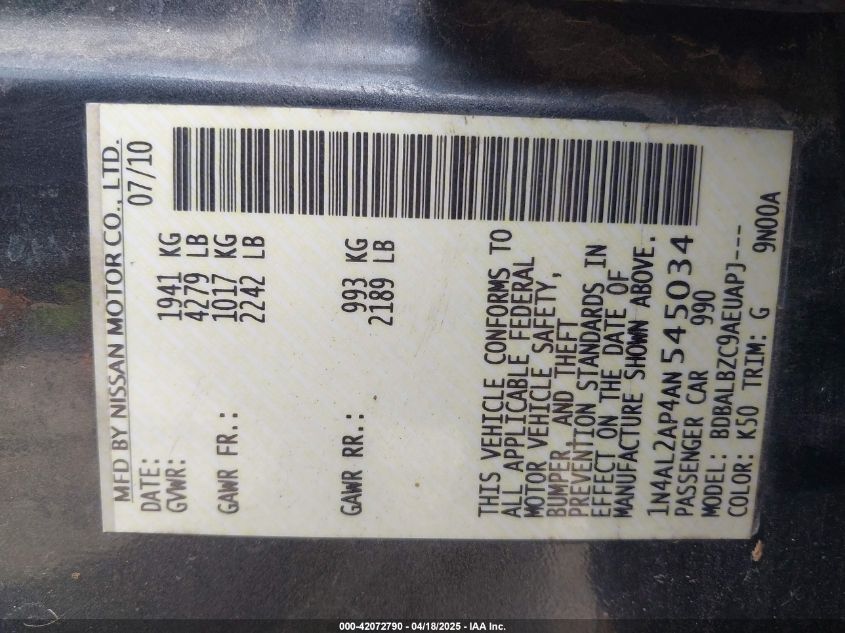 MFD BY NISSAN MOTOR CO., LTD.
DATE: 07/10
GVWR: 1941 KG
4279 LB
GAWR FR.: 1017 KG
2242 LB
GAWR RR.: 993 KG
2189 LB
THIS VEHICLE CONFORMS TO
ALL APPLICABLE FEDERAL
MOTOR VEHICLE SAFETY,
BUMPER, AND THEFT
PREVENTION STANDARDS IN
EFFECT ON THE DATE OF
MANUFACTURE SHOWN ABOVE.
1N4AL2AP4AN545034
PASSENGER CAR 990
MODEL: BDBALBZC9AEUAPJ---
COLOR: K50 TRIM: G 9N00A
000-42072790 - 04/18/2025 - IAA Inc.